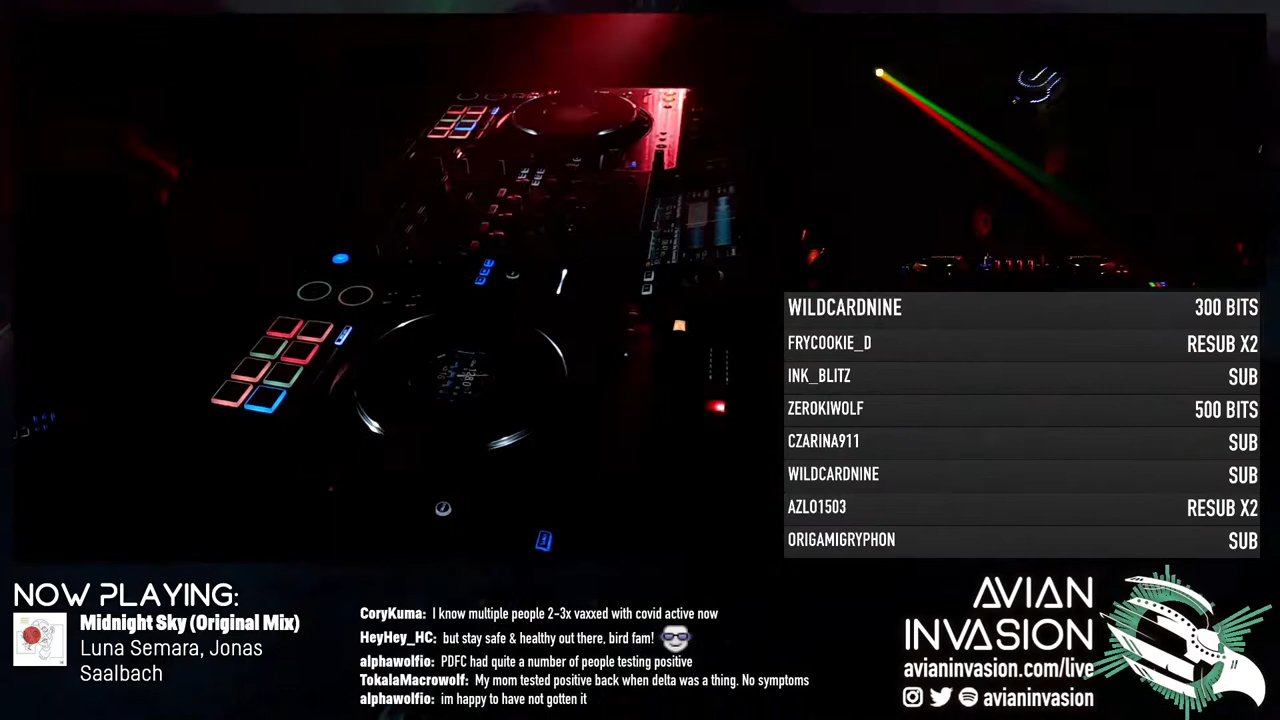 WILDCARDNINE 300 BITS
FRYCOOKIE_D RESUB X2
INK_BLITZ SUB
ZEROKIWOLF 500 BITS
CZARINA911 SUB
WILDCARDNINE SUB
AZLO1503 RESUB X2
ORIGAMIGRYPHON SUB
NOW PLAYING:
Midnight Sky (Original Mix)
Luna Semara, Jonas
Saalbach
CoryKuma: I know multiple people 2-3x vaxxed with covid active now
HeyHey_HC: but stay safe & healthy out there, bird fam!
alphawolfio: PDFC had quite a number of people testing positive
TokalaMacrowolf: My mom tested positive back when delta was a thing. No symptoms
alphawolfio: im happy to have not gotten it
AVIAN
INVASION
avianinvasion.com/live
avianinvasion